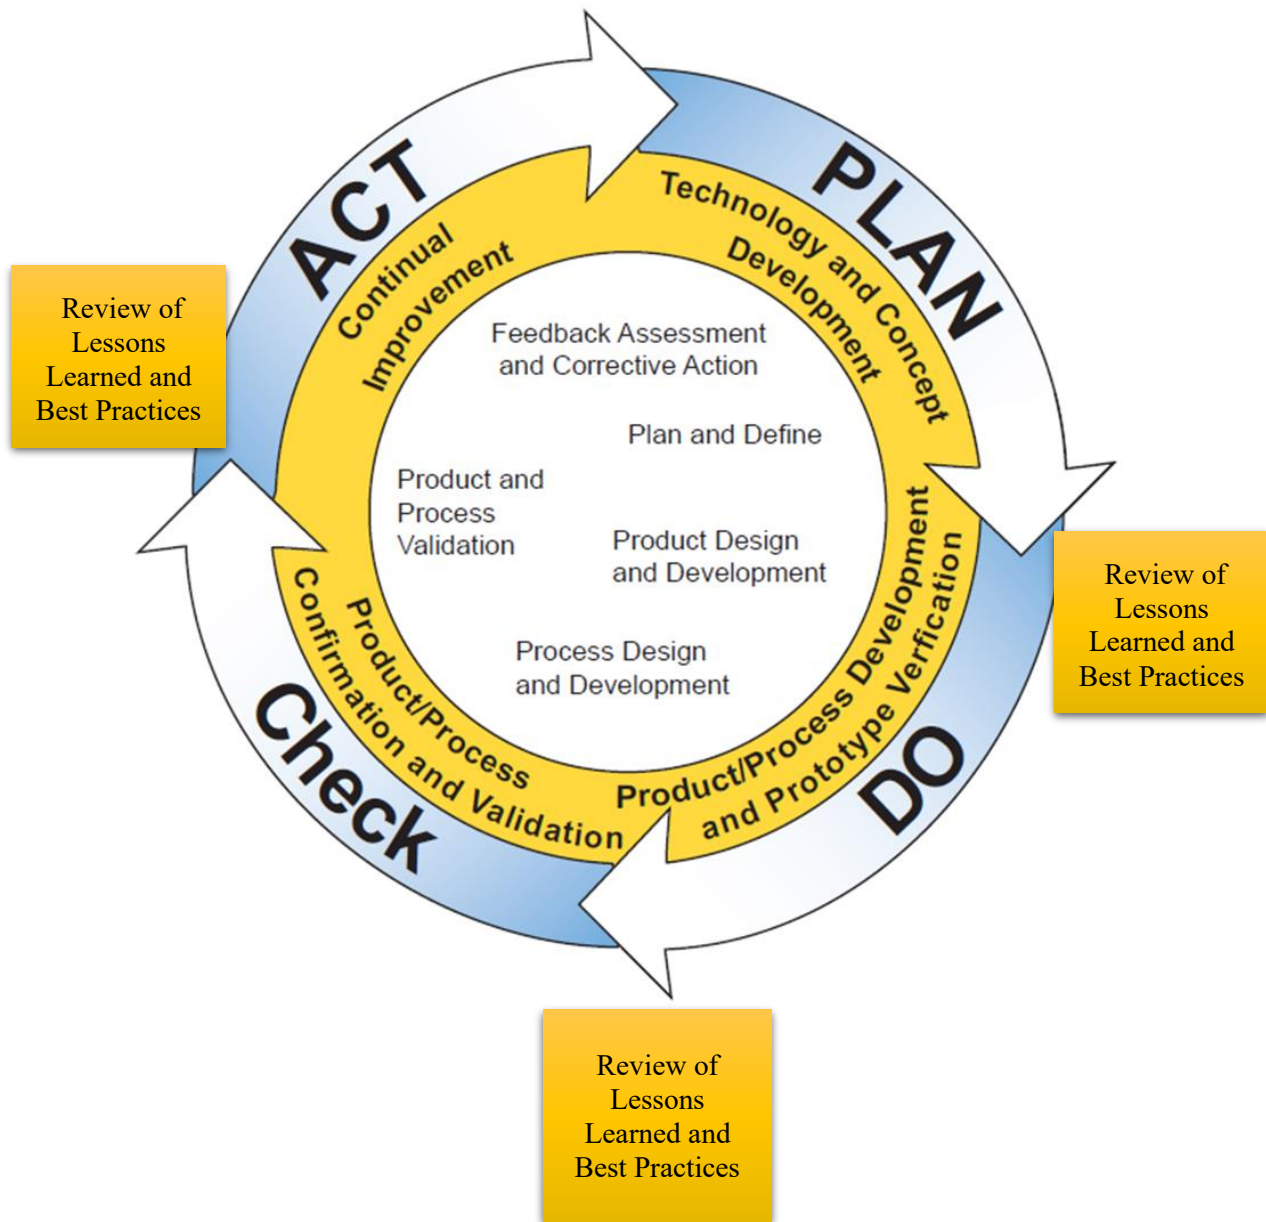 ACT
PLAN
Technology and Concept
Development
Continual
Improvement
Review of
Lessons
Learned and
Best Practices
Feedback Assessment
and Corrective Action
Plan and Define
Product and
Process
Validation
Product Design
and Development
Process Design
and Development
Product/Process Development
and Prototype Verfication
Review of
Lessons
Learned and
Best Practices
DO
Product/Process
Confirmation and Validation
Check
Review of
Lessons
Learned and
Best Practices